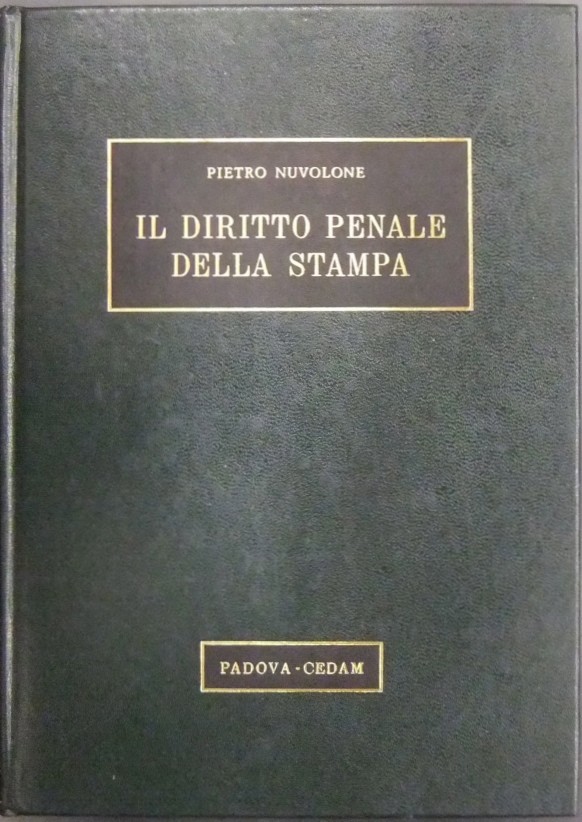 PIETRO NUVOLONE
IL DIRITTO PENALE
DELLA STAMPA
PADOVA - CEDAM